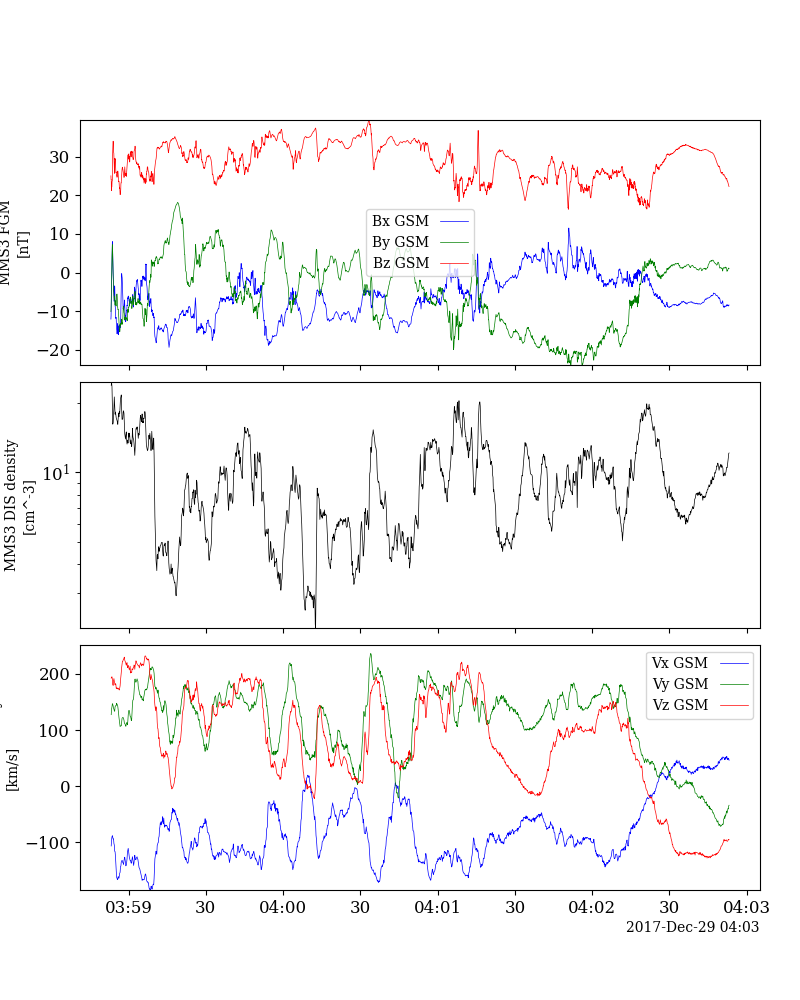 MMS3 FGM
[nT]
30
20
10
0
−10
−20
Bx GSM
By GSM
Bz GSM
MMS3 DIS density
[cm^-3]
10^1
[km/s]
200
100
0
−100
Vx GSM
Vy GSM
Vz GSM
03:59
30
04:00
30
04:01
30
04:02
30
04:03
2017-Dec-29 04:03